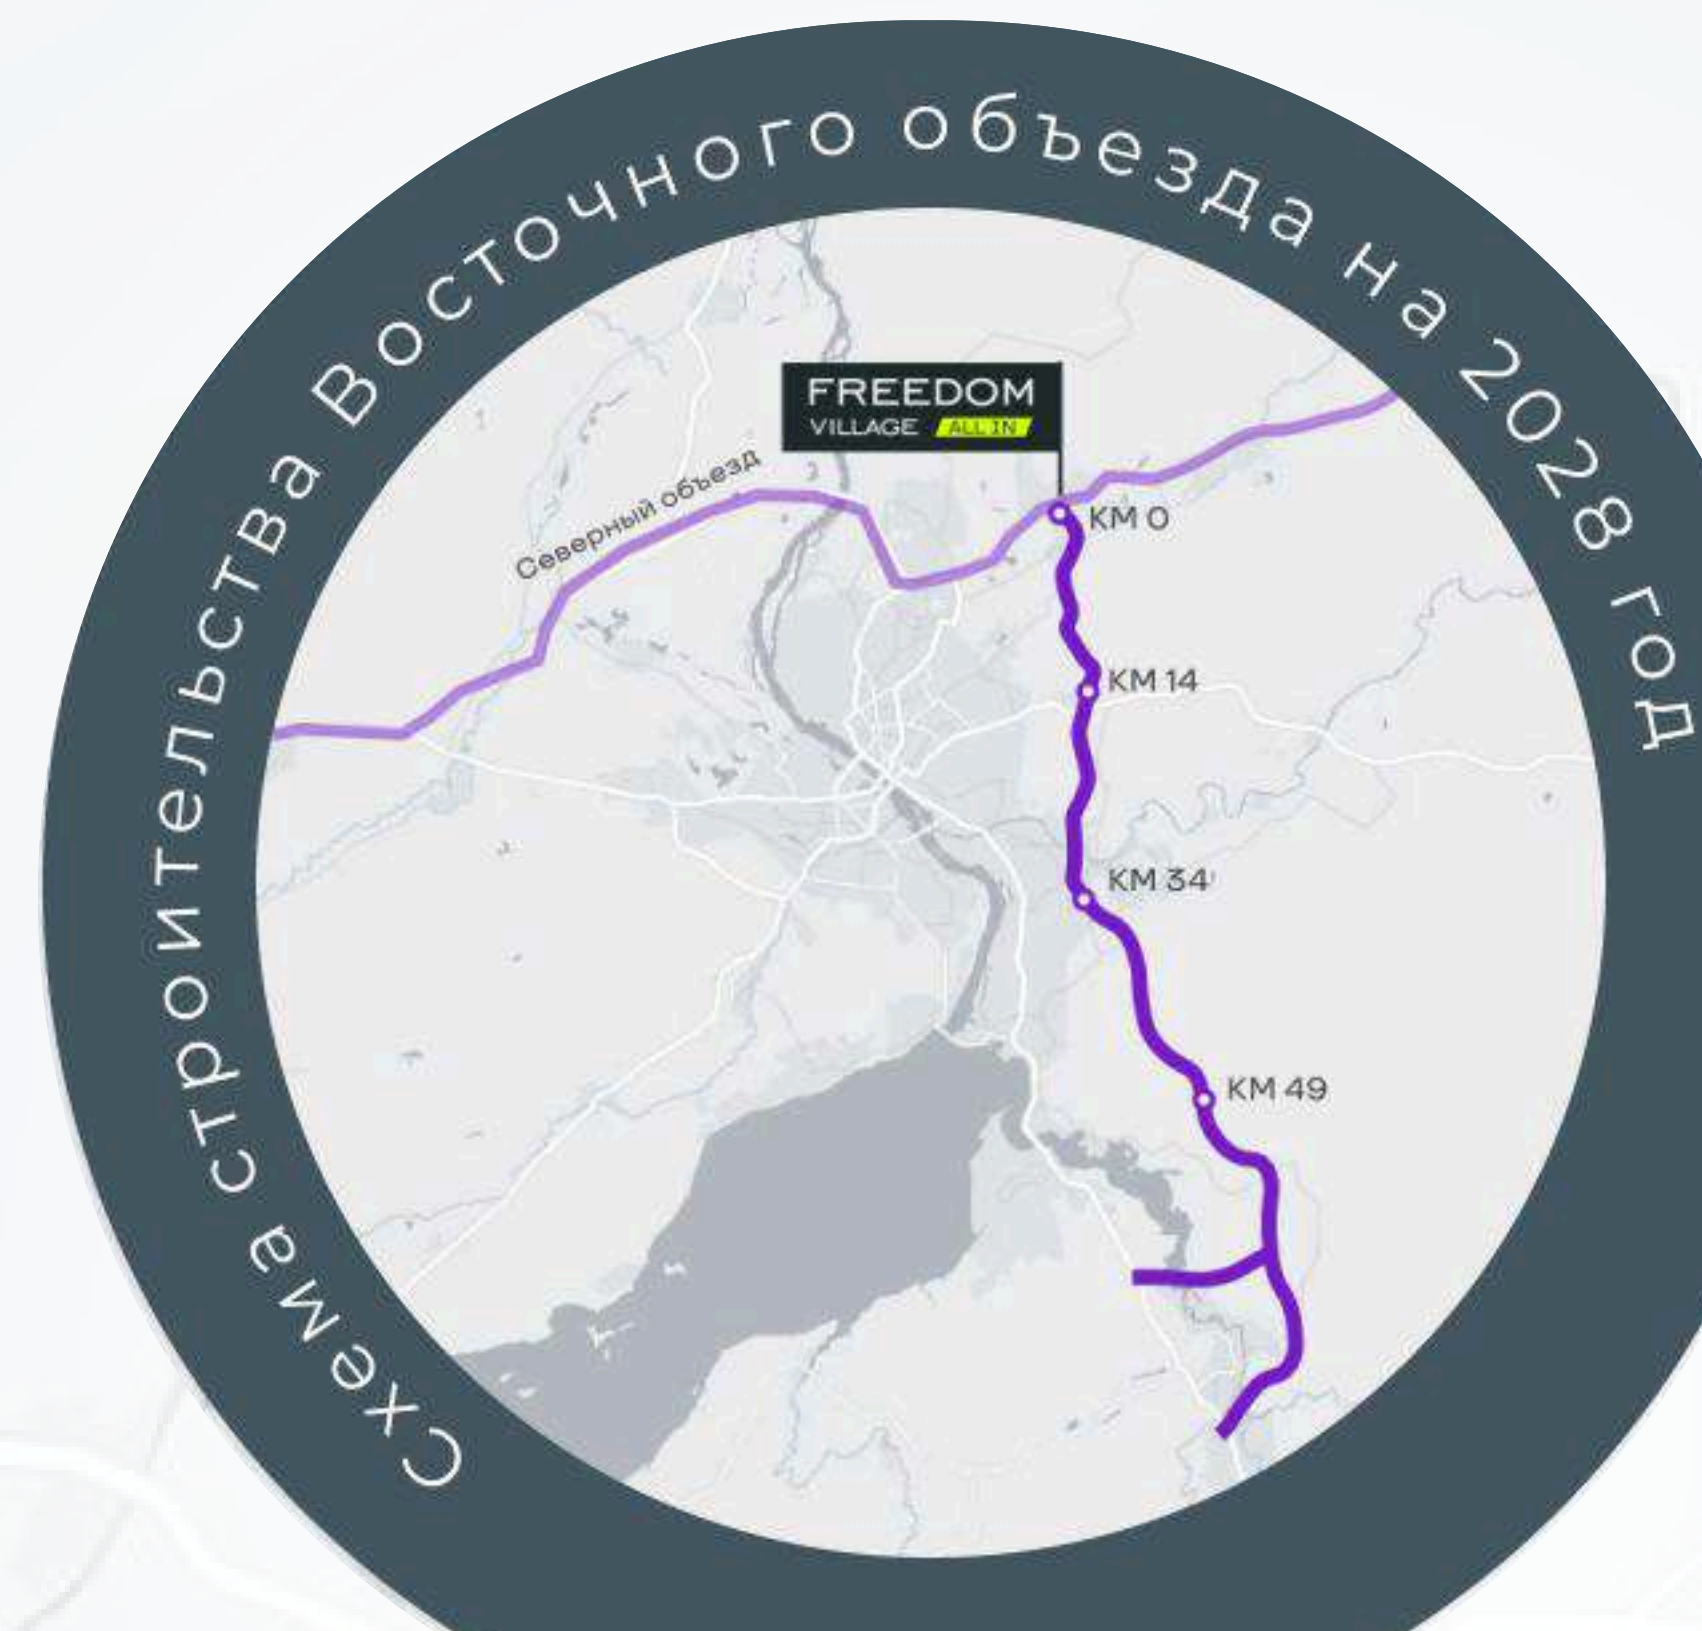 Схема строительства Восточного объезда на 2028 год
FREEDOM
VILLAGE ALL IN
Северный объезд
КМ 0
КМ 14
КМ 34
КМ 49